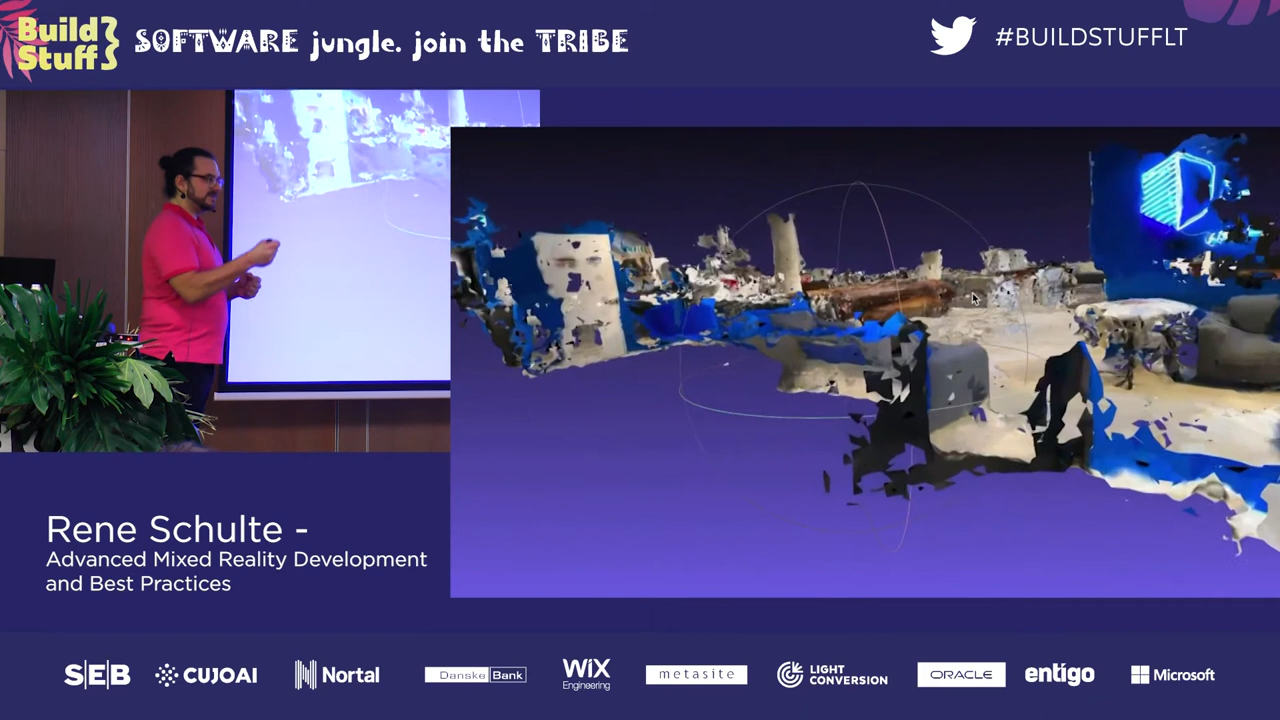 Build
Stuff
SOFTWARE jungle. join the TRIBE
#BUILDSTUFFLT
Rene Schulte -
Advanced Mixed Reality Development
and Best Practices
SEB
CUJOAI
Nortal
Danske Bank
WiX
Engineering
metasite
LIGHT
CONVERSION
ORACLE
entigo
Microsoft